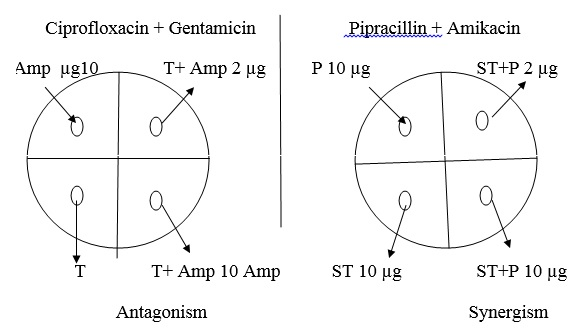 Ciprofloxacin + Gentamicin
Pipracillin + Amikacin
Amp µg10
T+ Amp 2 µg
P 10 µg
ST+P 2 µg
T
T+ Amp 10 Amp
ST 10 µg
ST+P 10 µg
Antagonism
Synergism